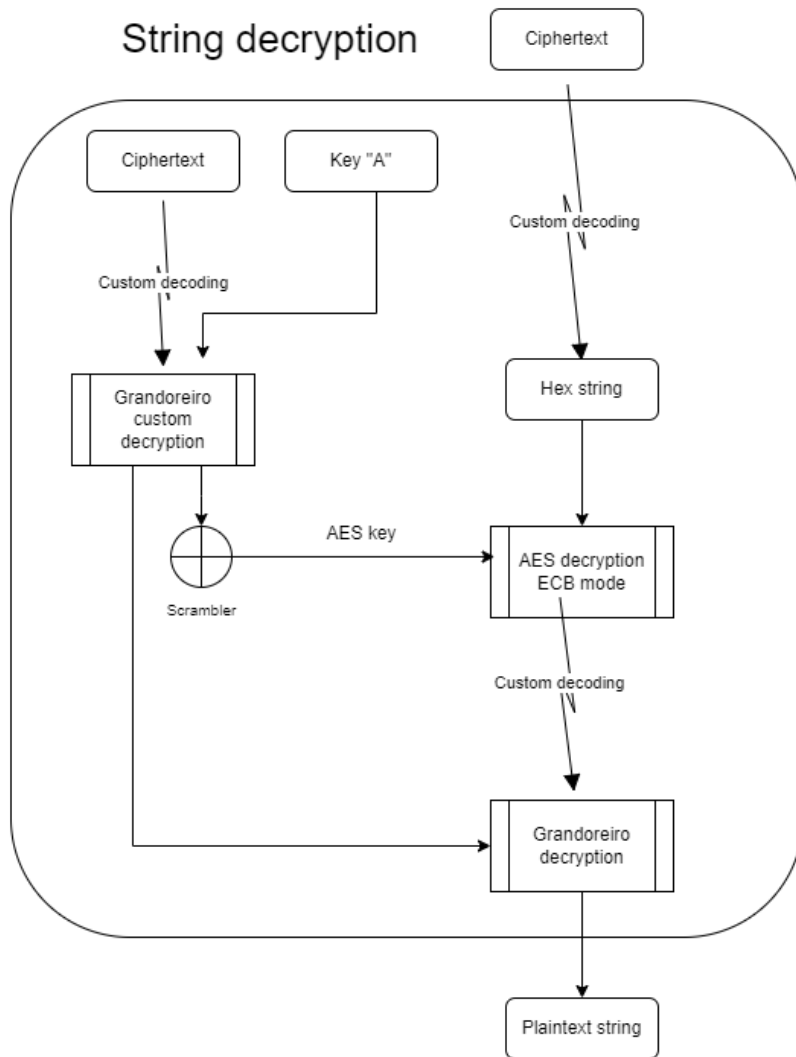 String decryption
Ciphertext
Ciphertext
Key "A"
Custom decoding
Custom decoding
Grandoreiro
custom
decryption
Hex string
AES key
AES decryption
ECB mode
Scrambler
Custom decoding
Grandoreiro
decryption
Plaintext string